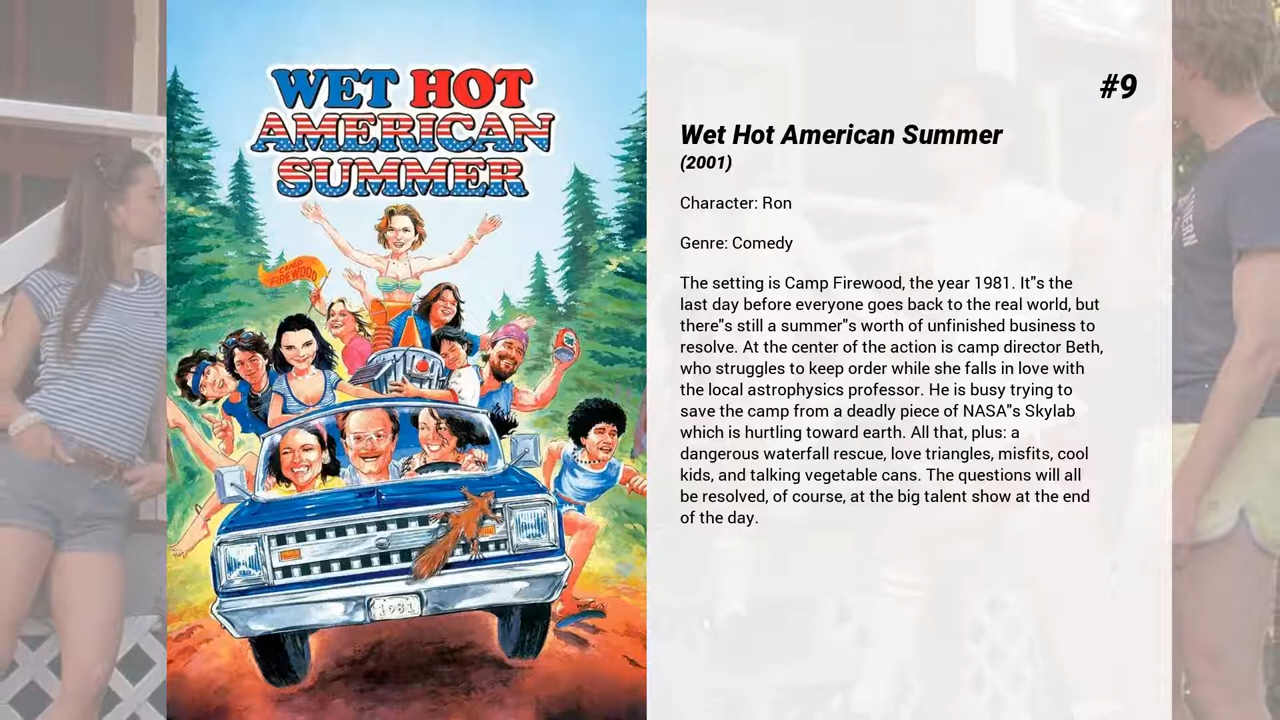 WET HOT
AMERICAN
SUMMER
CAMP
FIREWOOD
1981
#9
Wet Hot American Summer
(2001)
Character: Ron
Genre: Comedy
The setting is Camp Firewood, the year 1981. It"s the
last day before everyone goes back to the real world, but
there"s still a summer"s worth of unfinished business to
resolve. At the center of the action is camp director Beth,
who struggles to keep order while she falls in love with
the local astrophysics professor. He is busy trying to
save the camp from a deadly piece of NASA"s Skylab
which is hurtling toward earth. All that, plus: a
dangerous waterfall rescue, love triangles, misfits, cool
kids, and talking vegetable cans. The questions will all
be resolved, of course, at the big talent show at the end
of the day.